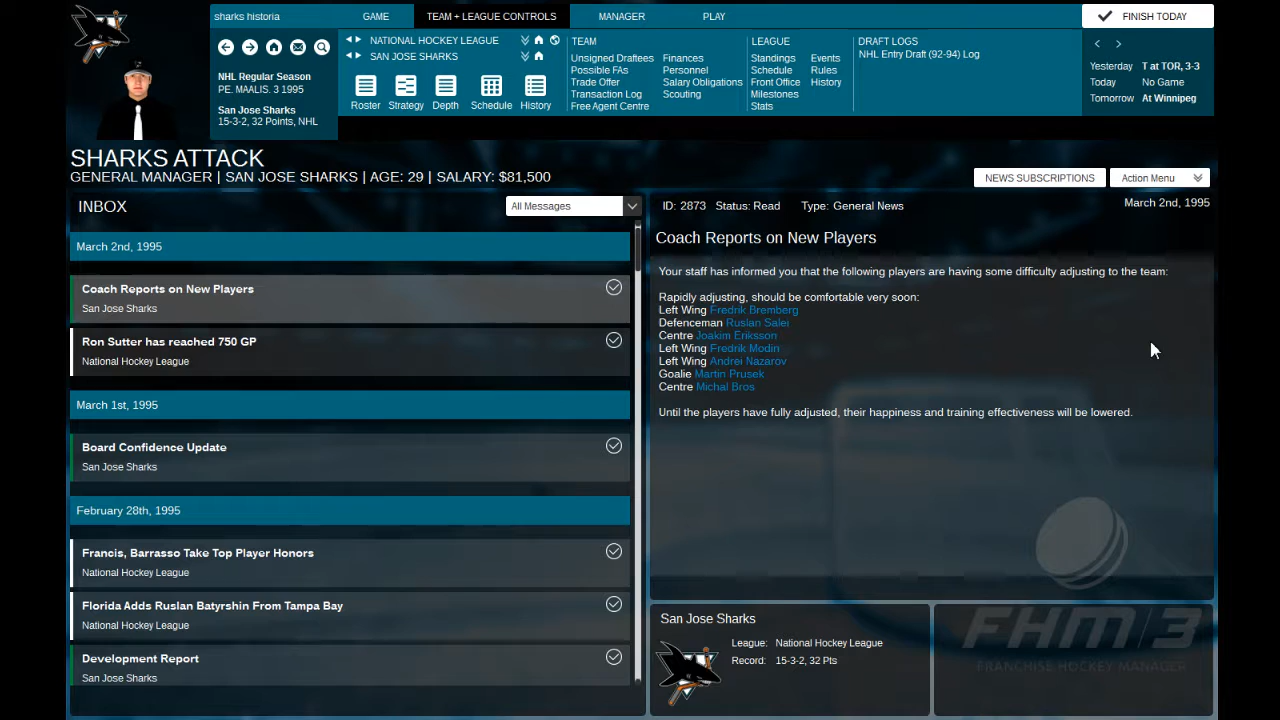 sharks historia
GAME
TEAM + LEAGUE CONTROLS
MANAGER
PLAY
FINISH TODAY
NHL Regular Season
PE. MAALIS. 3 1995
San Jose Sharks
15-3-2, 32 Points, NHL
NATIONAL HOCKEY LEAGUE
SAN JOSE SHARKS
Roster
Strategy
Depth
Schedule
History
TEAM
Unsigned Draftees
Possible FAs
Trade Offer
Transaction Log
Free Agent Centre
Finances
Personnel
Salary Obligations
Scouting
LEAGUE
Standings
Schedule
Front Office
Milestones
Stats
Events
Rules
History
DRAFT LOGS
NHL Entry Draft (92-94) Log
Yesterday T at TOR, 3-3
Today No Game
Tomorrow At Winnipeg
SHARKS ATTACK
GENERAL MANAGER | SAN JOSE SHARKS | AGE: 29 | SALARY: $81,500
NEWS SUBSCRIPTIONS
Action Menu
INBOX
All Messages
March 2nd, 1995
Coach Reports on New Players
San Jose Sharks
Ron Sutter has reached 750 GP
National Hockey League
March 1st, 1995
Board Confidence Update
San Jose Sharks
February 28th, 1995
Francis, Barrasso Take Top Player Honors
National Hockey League
Florida Adds Ruslan Batyrshin From Tampa Bay
National Hockey League
Development Report
San Jose Sharks
ID: 2873 Status: Read Type: General News
March 2nd, 1995
Coach Reports on New Players
Your staff has informed you that the following players are having some difficulty adjusting to the team:
Rapidly adjusting, should be comfortable very soon:
Left Wing Fredrik Bremberg
Defenceman Ruslan Salei
Centre Joakim Eriksson
Left Wing Fredrik Modin
Left Wing Andrei Nazarov
Goalie Martin Prusek
Centre Michal Bros
Until the players have fully adjusted, their happiness and training effectiveness will be lowered.
San Jose Sharks
League: National Hockey League
Record: 15-3-2, 32 Pts
FHM/3
FRANCHISE HOCKEY MANAGER